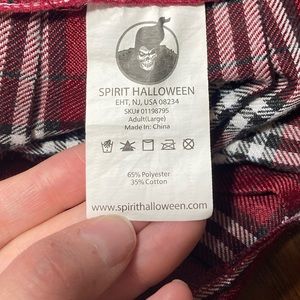 SPIRIT HALLOWEEN
EHT, NJ, USA 08234
SKU# 01198795
Adult(Large)
Made In: China
65% Polyester
35% Cotton
www.spirithalloween.com